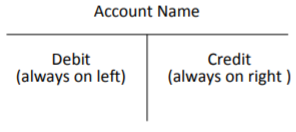 Account Name
Debit
(always on left)
Credit
(always on right )